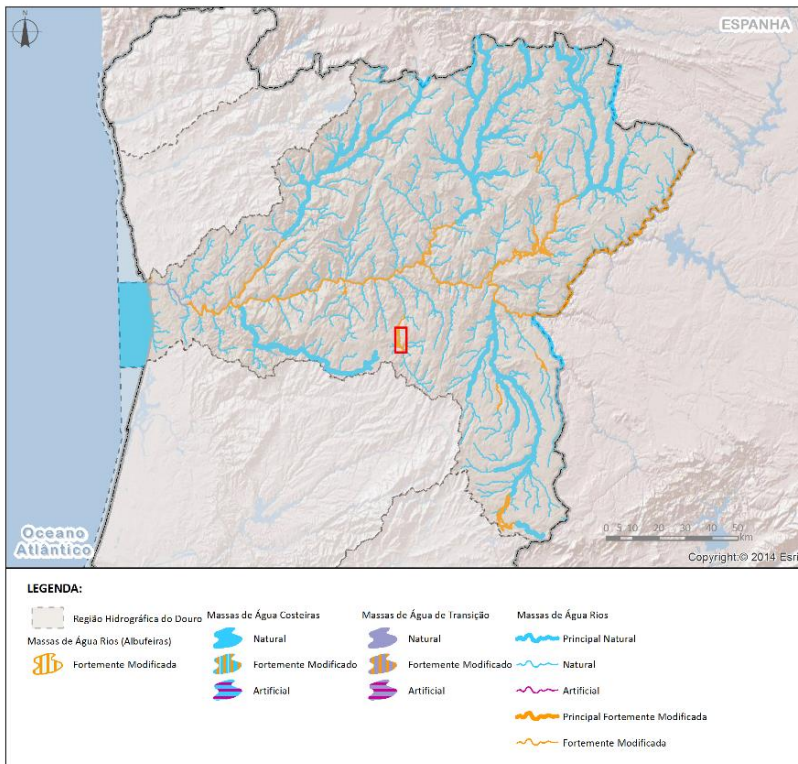 N
ESPANHA
Oceano
Atlântico
0 5 10 20 30 40 50
km
Copyright:© 2014 Esri
LEGENDA:
Região Hidrográfica do Douro
Massas de Água Rios (Albufeiras)
Fortemente Modificada
Massas de Água Costeiras
Natural
Fortemente Modificado
Artificial
Massas de Água de Transição
Natural
Fortemente Modificado
Artificial
Massas de Água Rios
Principal Natural
Natural
Artificial
Principal Fortemente Modificada
Fortemente Modificada